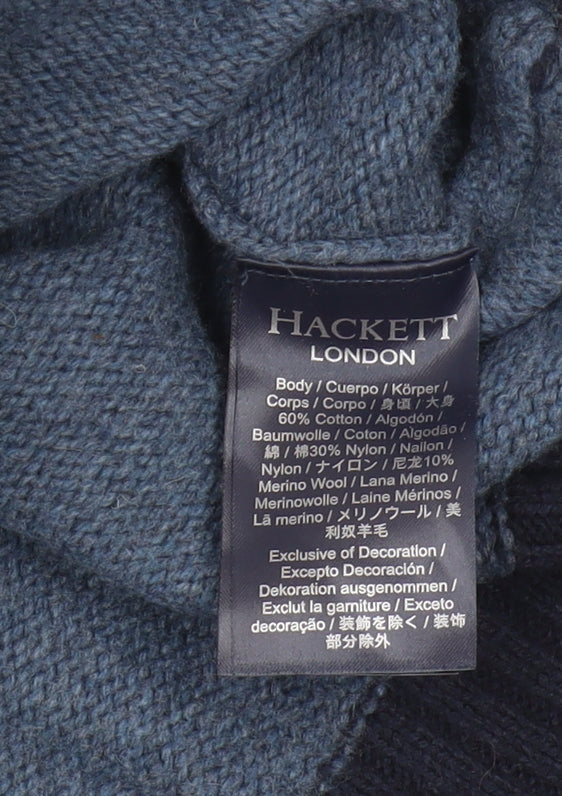 HACKETT
LONDON
Body / Cuerpo / Körper /
Corps / Corpo / 身頃 / 大身
60% Cotton / Algodón /
Baumwolle / Coton / Algodão /
綿 / 棉30% Nylon / Nailon /
Nylon / ナイロン / 尼龙10%
Merino Wool / Lana Merino /
Merinowolle / Laine Mérinos /
Lã merino / メリノウール / 美
利奴羊毛
Exclusive of Decoration /
Excepto Decoración /
Dekoration ausgenommen /
Exclut la garniture / Exceto
decoração / 装飾を除く / 装饰
部分除外